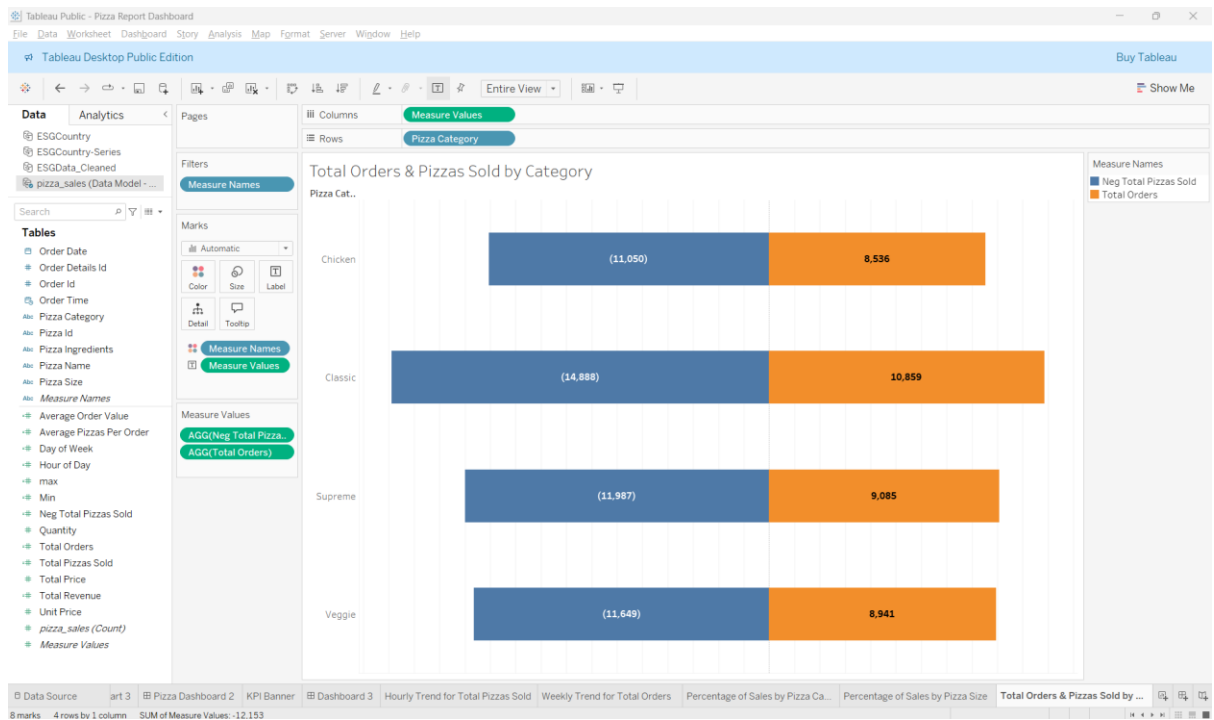 Tableau Public - Pizza Report Dashboard
File Data Worksheet Dashboard Story Analysis Map Format Server Window Help
Tableau Desktop Public Edition Buy Tableau
Entire View Show Me
Data Analytics
ESGCountry
ESGCountry-Series
ESGData_Cleaned
pizza_sales (Data Model - ...
Search
Tables
Order Date
# Order Details Id
# Order Id
Order Time
Abc Pizza Category
Abc Pizza Id
Abc Pizza Ingredients
Abc Pizza Name
Abc Pizza Size
Abc Measure Names
=# Average Order Value
=# Average Pizzas Per Order
=# Day of Week
=# Hour of Day
=# max
=# Min
=# Neg Total Pizzas Sold
# Quantity
=# Total Orders
=# Total Pizzas Sold
# Total Price
=# Total Revenue
# Unit Price
# pizza_sales (Count)
# Measure Values
Pages
Filters
Measure Names
Marks
Automatic
Color Size Label
Detail Tooltip
Measure Names
Measure Values
Measure Values
AGG(Neg Total Pizza..
AGG(Total Orders)
Columns Measure Values
Rows Pizza Category
Total Orders & Pizzas Sold by Category
Pizza Cat..
Chicken (11,050) 8,536
Classic (14,888) 10,859
Supreme (11,987) 9,085
Veggie (11,649) 8,941
Measure Names
Neg Total Pizzas Sold
Total Orders
Data Source art 3 Pizza Dashboard 2 KPI Banner Dashboard 3 Hourly Trend for Total Pizzas Sold Weekly Trend for Total Orders Percentage of Sales by Pizza Ca... Percentage of Sales by Pizza Size Total Orders & Pizzas Sold by ...
8 marks 4 rows by 1 column SUM of Measure Values: -12,153